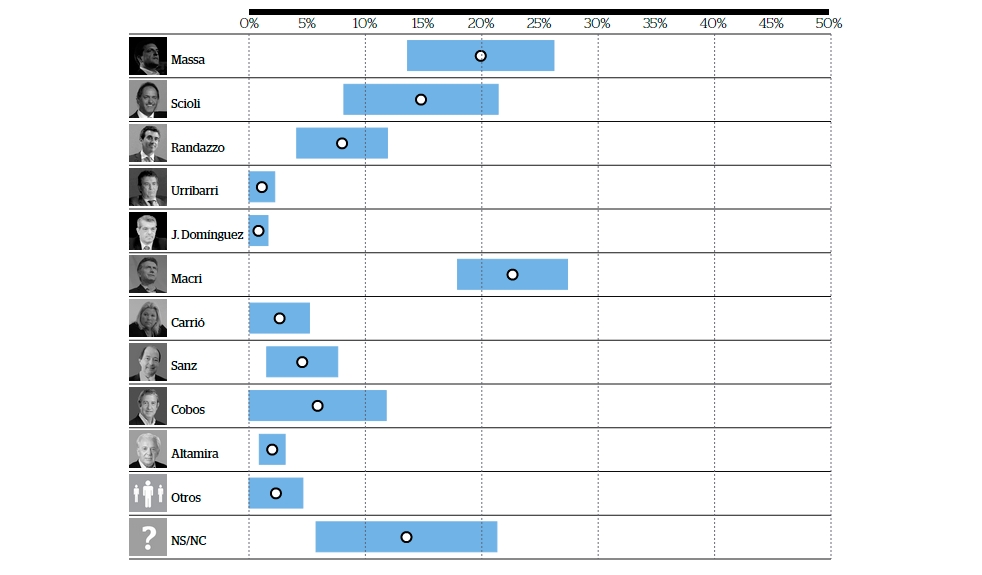 0% 5% 10% 15% 20% 25% 30% 35% 40% 45% 50%
Massa
Scioli
Randazzo
Urribarri
J. Domínguez
Macri
Carrió
Sanz
Cobos
Altamira
Otros
? NS/NC